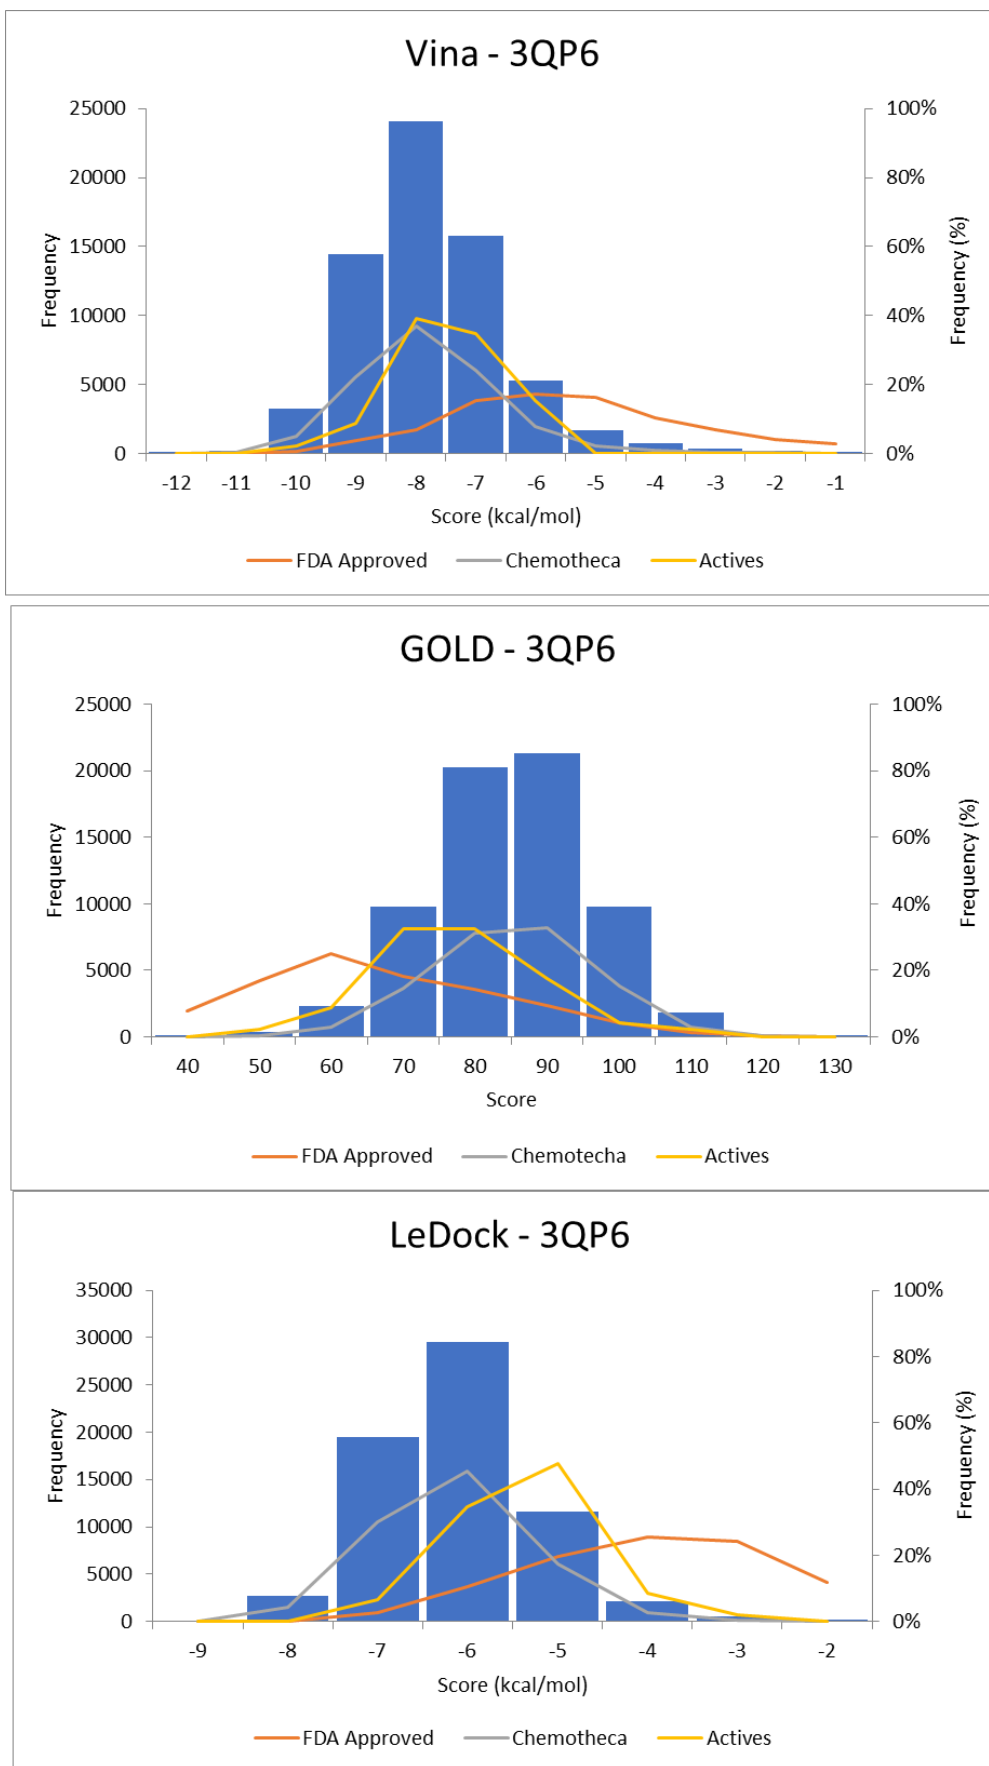 Vina - 3QP6
25000 100%
20000 80%
15000 60%
10000 40%
5000 20%
0 0%
Frequency
Frequency (%)
-12 -11 -10 -9 -8 -7 -6 -5 -4 -3 -2 -1
Score (kcal/mol)
FDA Approved Chemotheca Actives
GOLD - 3QP6
25000 100%
20000 80%
15000 60%
10000 40%
5000 20%
0 0%
Frequency
Frequency (%)
40 50 60 70 80 90 100 110 120 130
Score
FDA Approved Chemotecha Actives
LeDock - 3QP6
35000 100%
30000
25000 80%
20000 60%
15000
10000 40%
5000 20%
0 0%
Frequency
Frequency (%)
-9 -8 -7 -6 -5 -4 -3 -2
Score (kcal/mol)
FDA Approved Chemotheca Actives